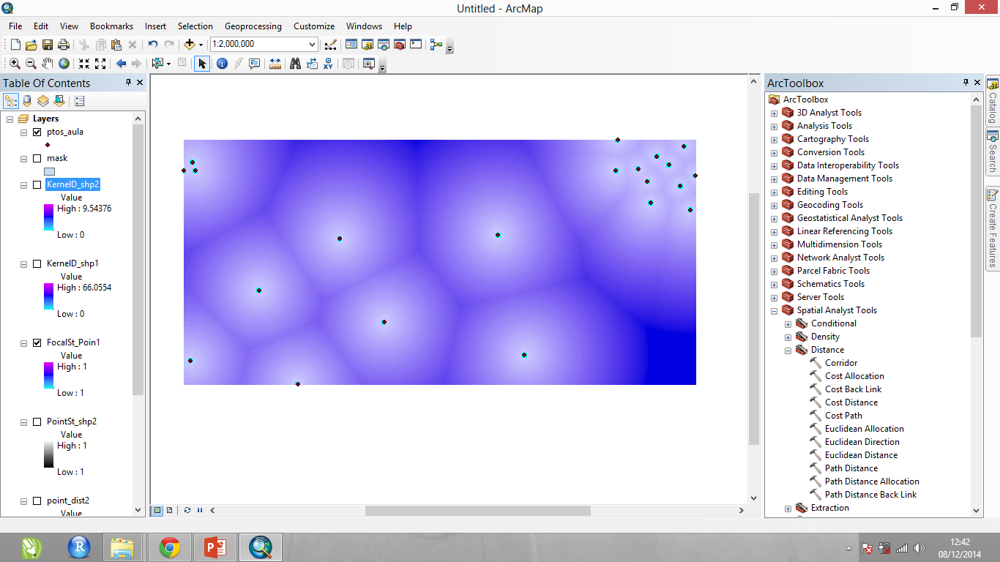 Untitled - ArcMap
File Edit View Bookmarks Insert Selection Geoprocessing Customize Windows Help
1:2,000,000
Table Of Contents
Layers
ptos_aula
mask
KernelD_shp2
Value
High : 9.54376
Low : 0
KernelD_shp1
Value
High : 66.0554
Low : 0
FocalSt_Poin1
Value
High : 1
Low : 1
PointSt_shp2
Value
High : 1
Low : 1
point_dist2
Value
ArcToolbox
ArcToolbox
3D Analyst Tools
Analysis Tools
Cartography Tools
Conversion Tools
Data Interoperability Tools
Data Management Tools
Editing Tools
Geocoding Tools
Geostatistical Analyst Tools
Linear Referencing Tools
Multidimension Tools
Network Analyst Tools
Parcel Fabric Tools
Schematics Tools
Server Tools
Spatial Analyst Tools
Conditional
Density
Distance
Corridor
Cost Allocation
Cost Back Link
Cost Distance
Cost Path
Euclidean Allocation
Euclidean Direction
Euclidean Distance
Path Distance
Path Distance Allocation
Path Distance Back Link
Extraction
Catalog
Search
Create Features
12:42
08/12/2014